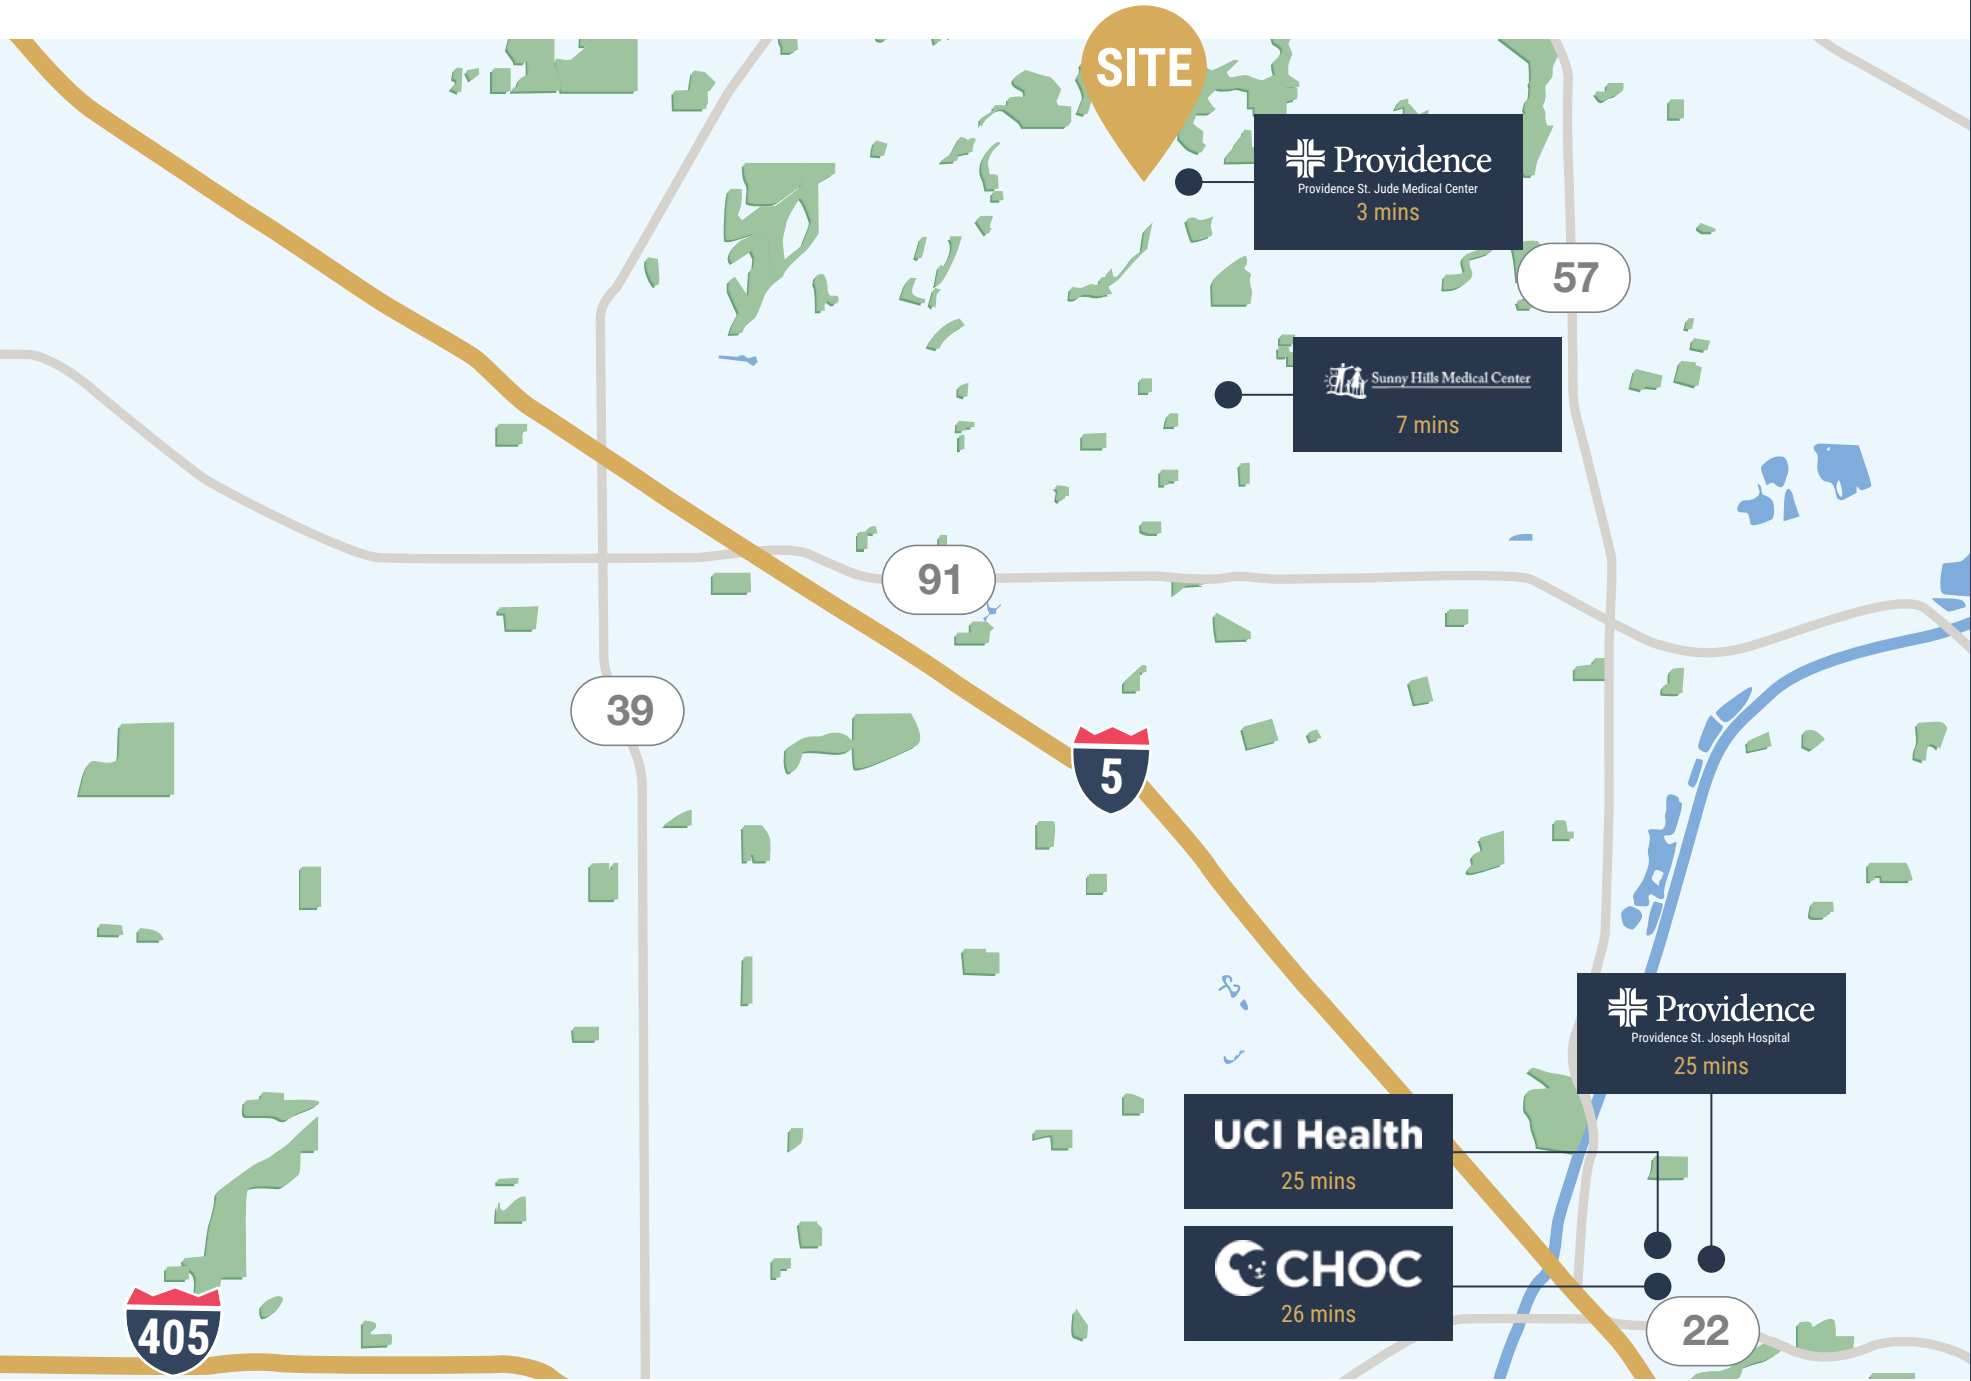 SITE
Providence
Providence St. Jude Medical Center
3 mins
57
Sunny Hills Medical Center
7 mins
91
39
5
Providence
Providence St. Joseph Hospital
25 mins
UCI Health
25 mins
CHOC
26 mins
405
22